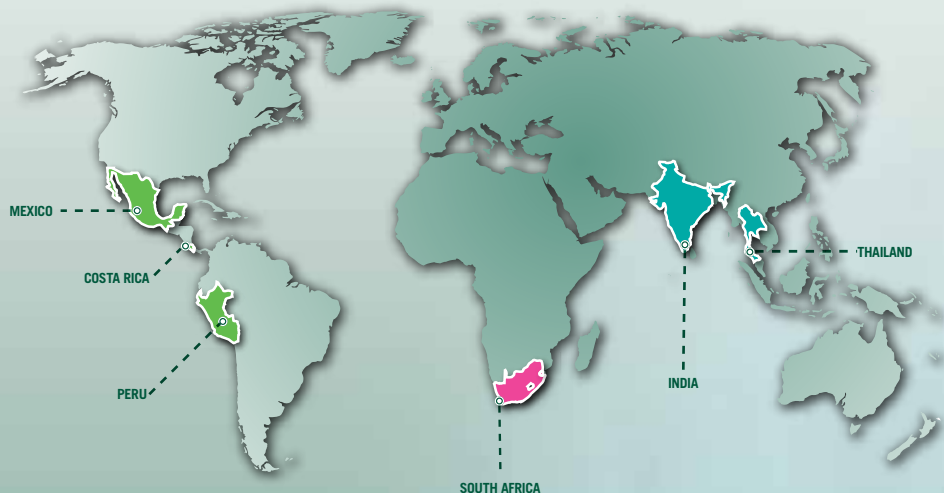 MEXICO
COSTA RICA
PERU
SOUTH AFRICA
INDIA
THAILAND